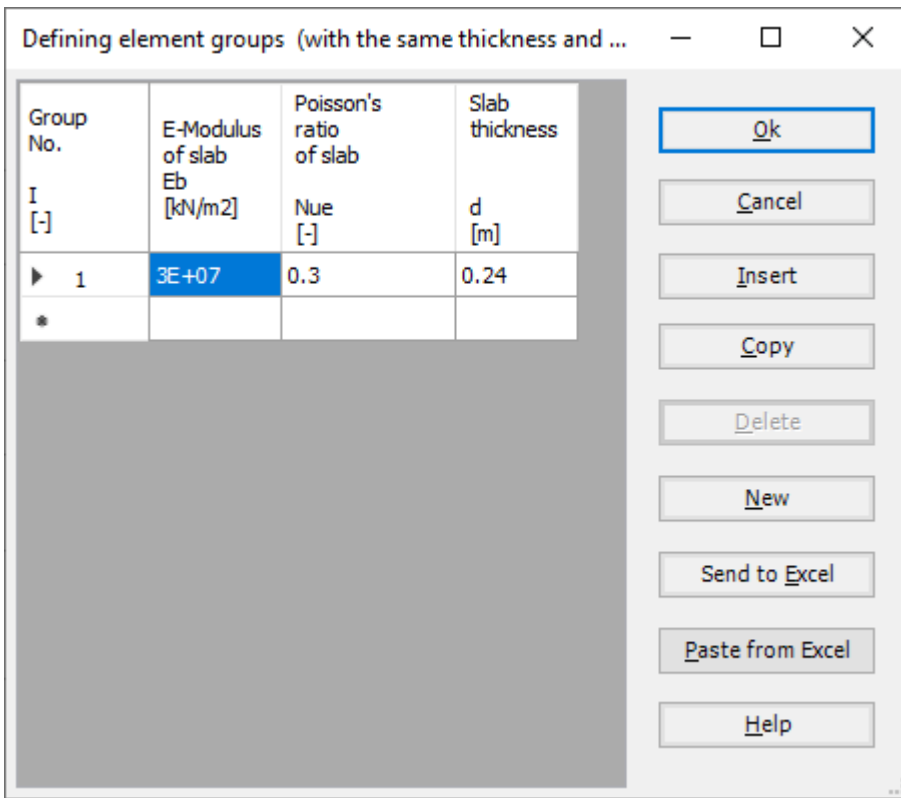 Defining element groups (with the same thickness and ...
Group
No.
I
[-]
E-Modulus
of slab
Eb
[kN/m2]
Poisson's
ratio
of slab
Nue
[-]
Slab
thickness
d
[m]
1 3E+07 0.3 0.24
Ok
Cancel
Insert
Copy
Delete
New
Send to Excel
Paste from Excel
Help